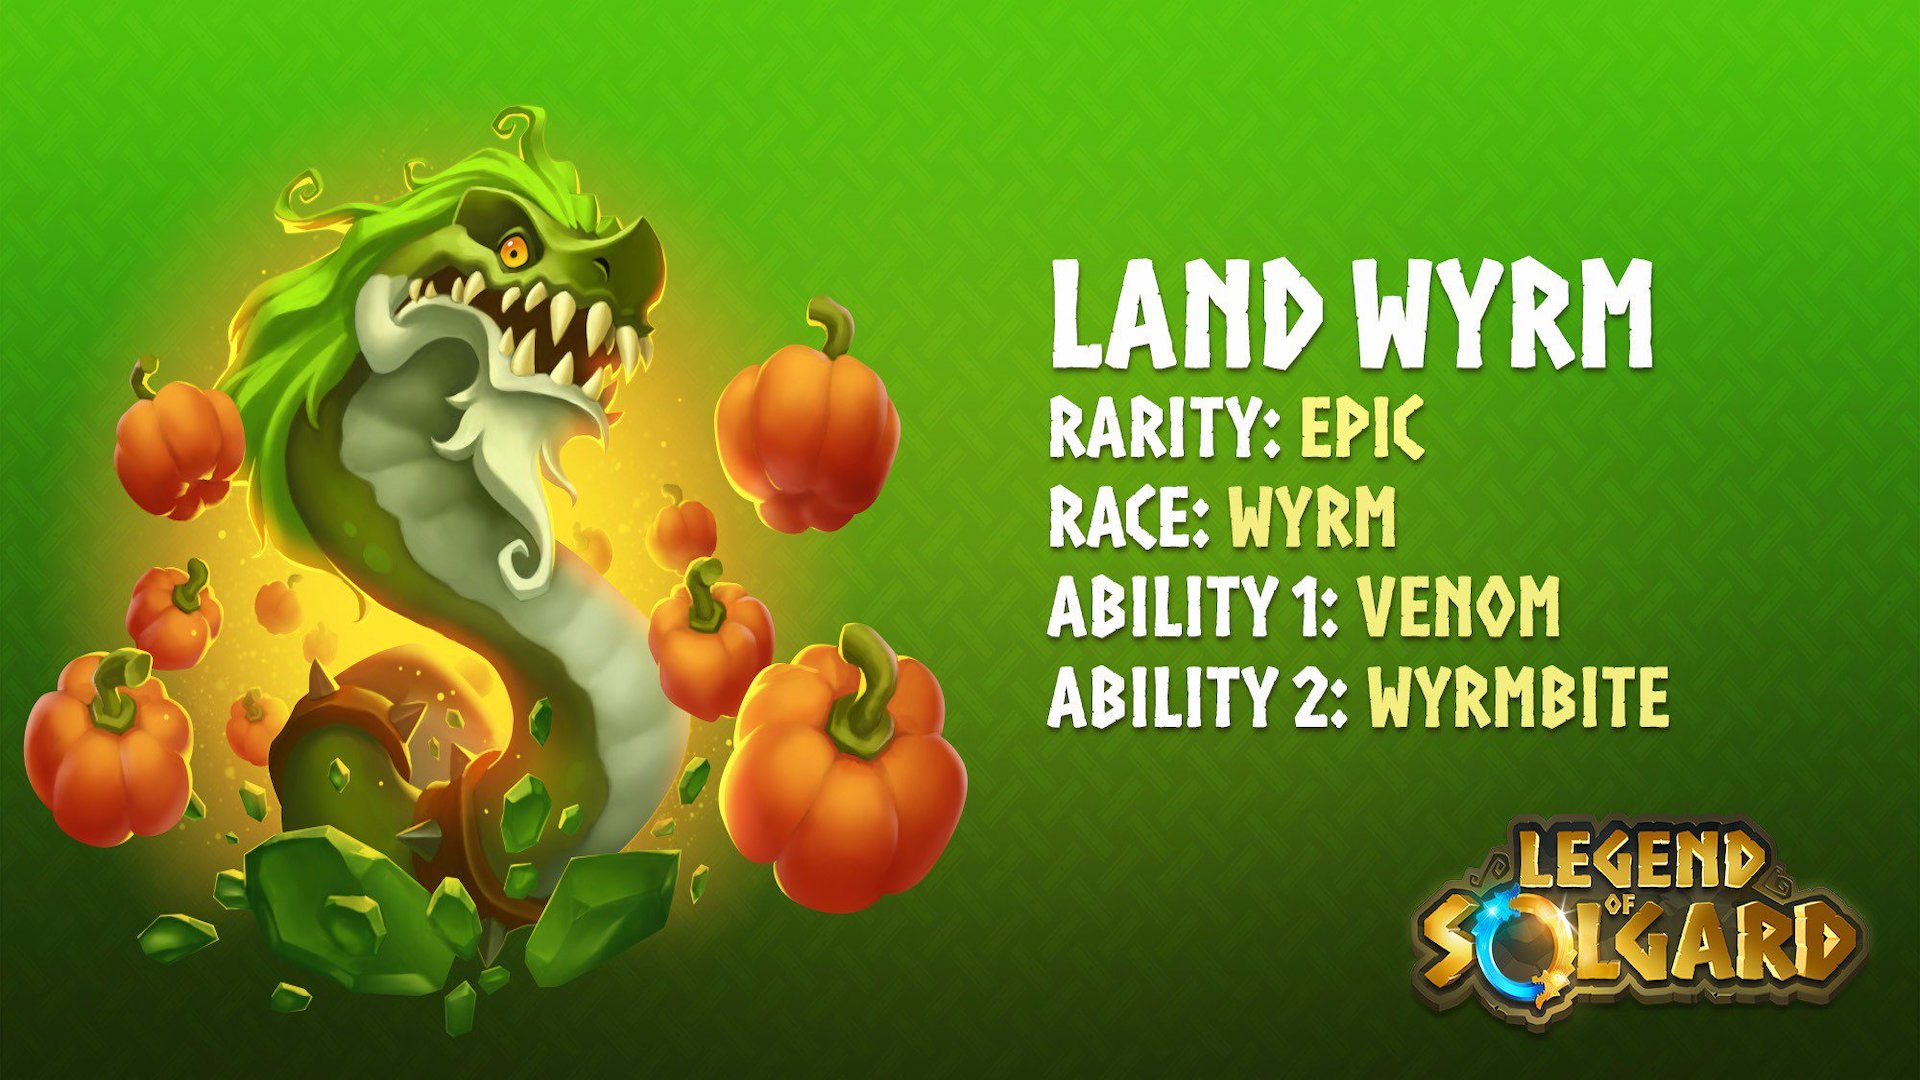 LAND WYRM
RARITY: EPIC
RACE: WYRM
ABILITY 1: VENOM
ABILITY 2: WYRMBITE
LEGEND
OF
SOLGARD